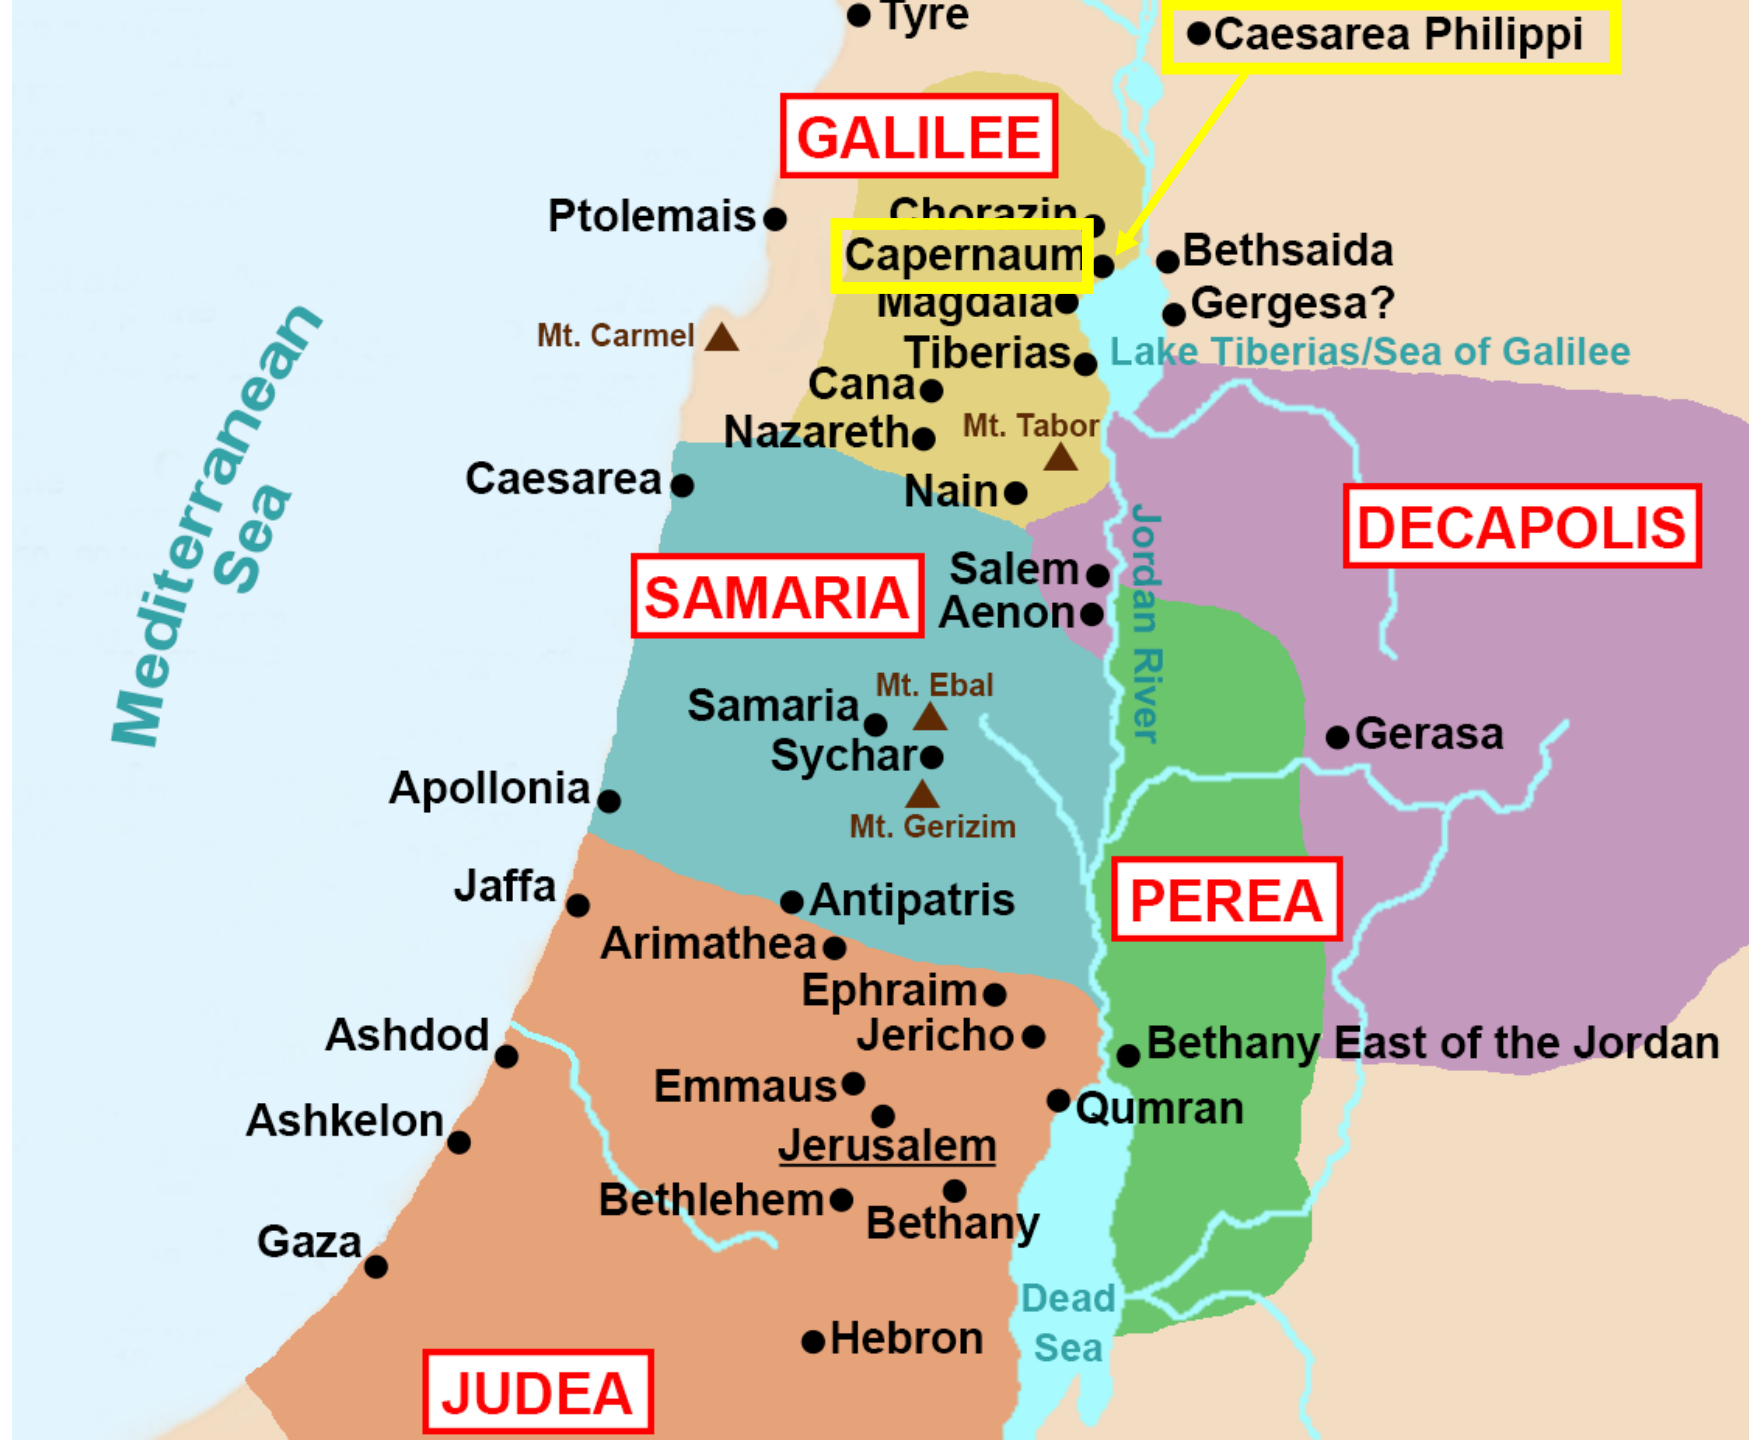 Tyre
Caesarea Philippi
GALILEE
Ptolemais
Chorazin
Capernaum
Bethsaida
Magdala
Gergesa?
Mt. Carmel
Tiberias
Lake Tiberias/Sea of Galilee
Cana
Nazareth
Mt. Tabor
Caesarea
Nain
Mediterranean
Sea
DECAPOLIS
Jordan River
SAMARIA
Salem
Aenon
Mt. Ebal
Samaria
Sychar
Gerasa
Apollonia
Mt. Gerizim
Jaffa
Antipatris
PEREA
Arimathea
Ephraim
Ashdod
Jericho
Bethany East of the Jordan
Emmaus
Qumran
Ashkelon
Jerusalem
Bethlehem
Bethany
Gaza
Dead
Sea
Hebron
JUDEA